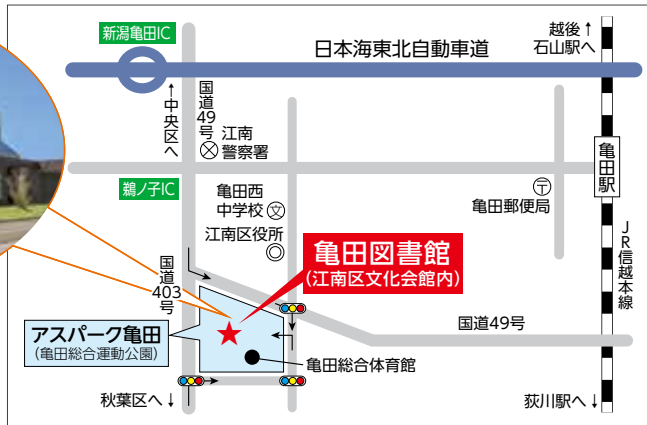 新潟亀田IC
越後↑
石山駅へ
日本海東北自動車道
↑中央区へ
国道49号
江南
警察署
亀田駅
鵜ノ子IC
亀田西
中学校
文
〒
亀田郵便局
江南区役所
亀田図書館
(江南区文化会館内)
JR信越本線
国道403号
アスパーク亀田
(亀田総合運動公園)
国道49号
亀田総合体育館
秋葉区へ↓
荻川駅へ↓